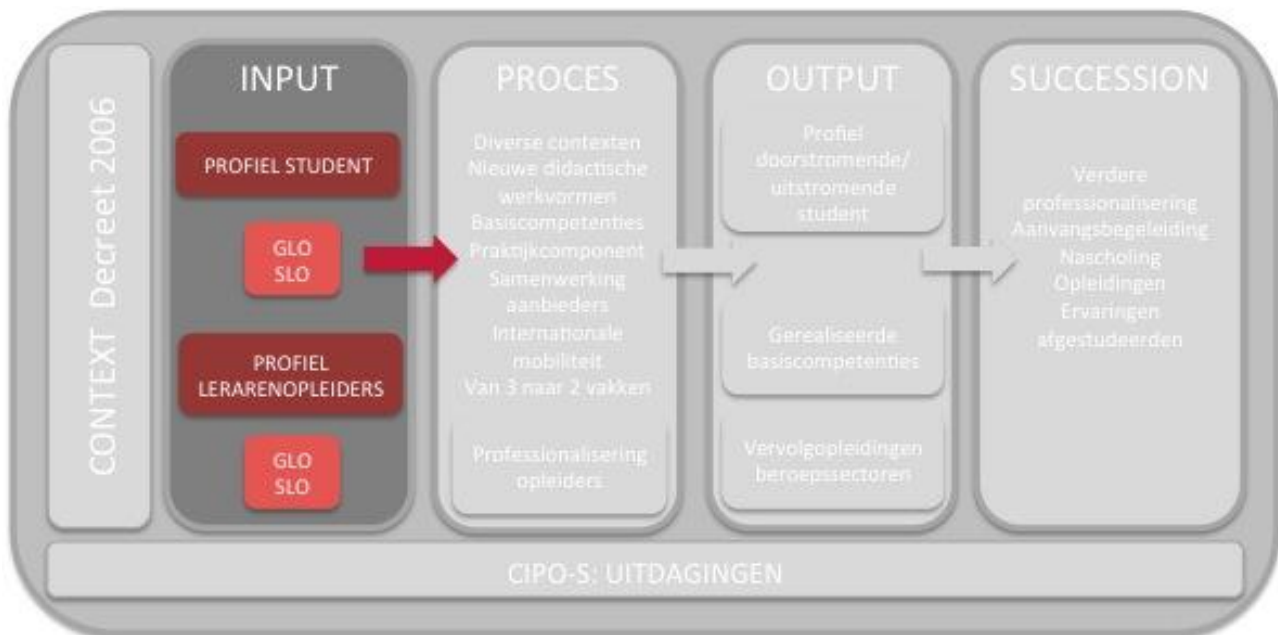 CONTEXT Decreet 2006
INPUT
PROFIEL STUDENT
GLO
SLO
PROFIEL
LERARENOPLEIDERS
GLO
SLO
PROCES
Diverse contexten
Nieuwe didactische
werkvormen
Basiscompetenties
Praktijkcomponent
Samenwerking
aanbieders
Internationale
mobiliteit
Van 3 naar 2 vakken
Professionalisering
opleiders
OUTPUT
Profiel
doorstromende/
uitstromende
student
Gerealiseerde
basiscompetenties
Vervolgopleidingen
beroepssectoren
SUCCESSION
Verdere
professionalisering
Aanvangsbegeleiding
Nascholing
Opleidingen
Ervaringen
afgestudeerden
CIPO-S: UITDAGINGEN